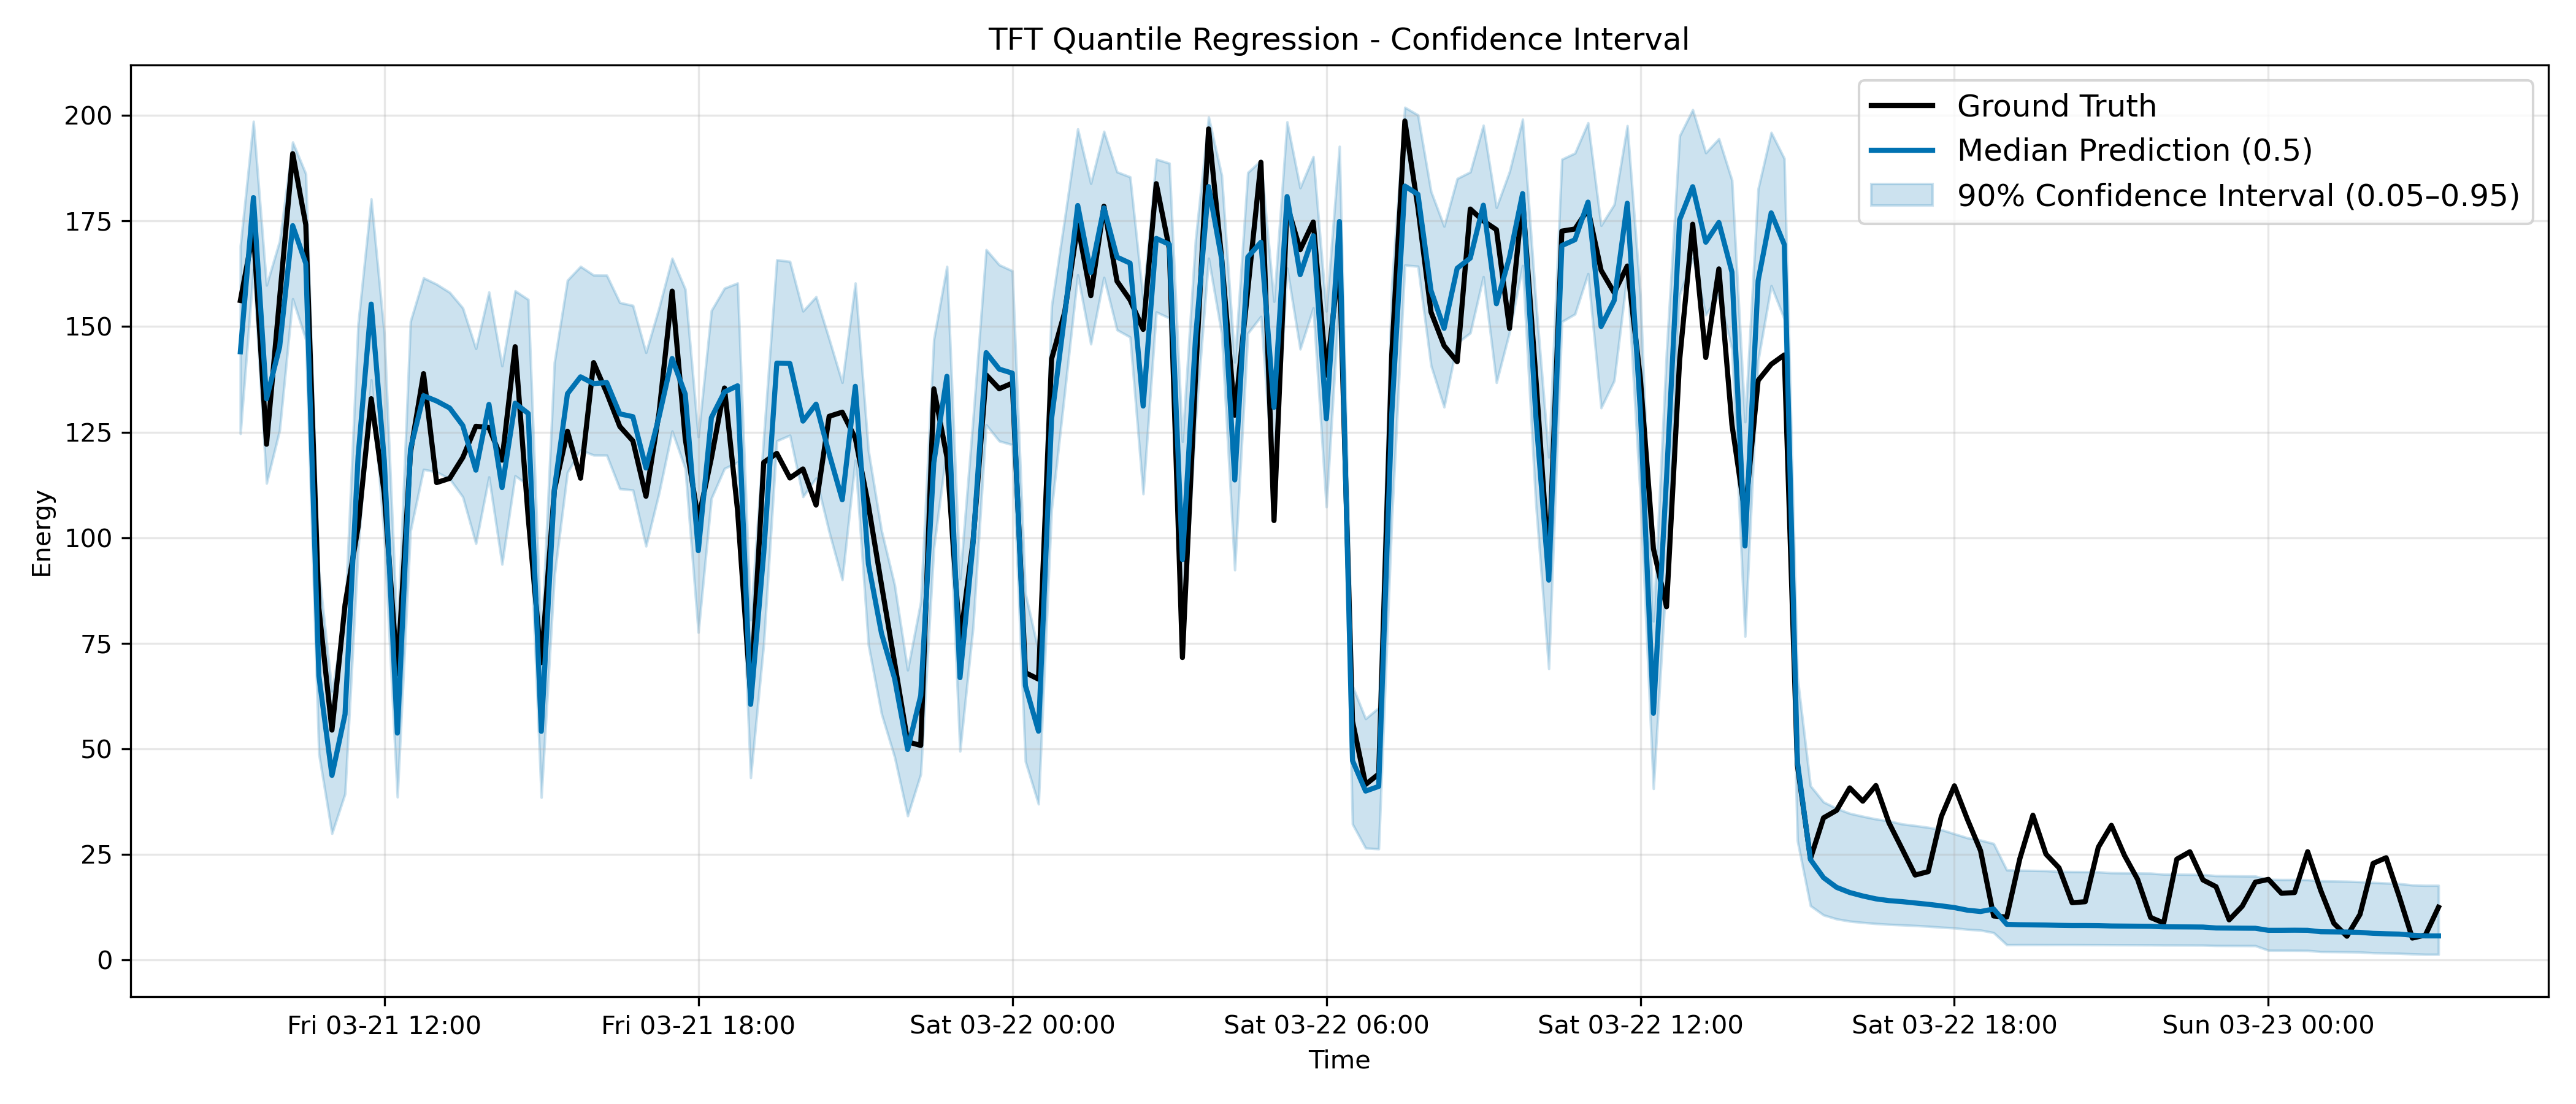 TFT Quantile Regression - Confidence Interval
Ground Truth
Median Prediction (0.5)
90% Confidence Interval (0.05–0.95)
Energy
200
175
150
125
100
75
50
25
0
Fri 03-21 12:00
Fri 03-21 18:00
Sat 03-22 00:00
Sat 03-22 06:00
Sat 03-22 12:00
Sat 03-22 18:00
Sun 03-23 00:00
Time